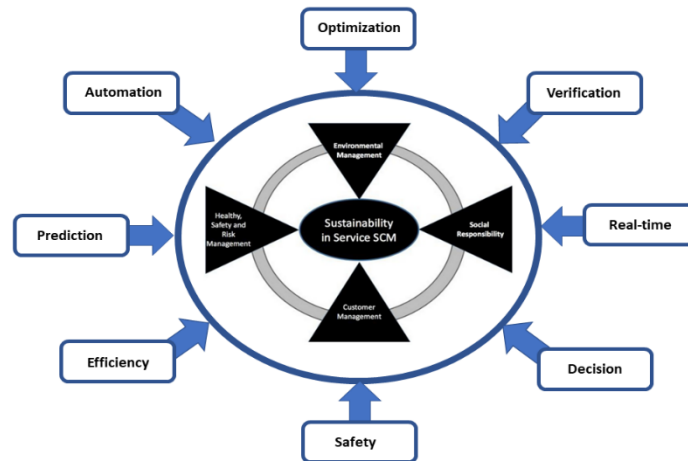 Optimization
Automation
Verification
Environmental
Management
Healthy,
Safety and
Risk
Management
Sustainability
in Service SCM
Social
Responsibility
Prediction
Real-time
Customer
Management
Efficiency
Decision
Safety